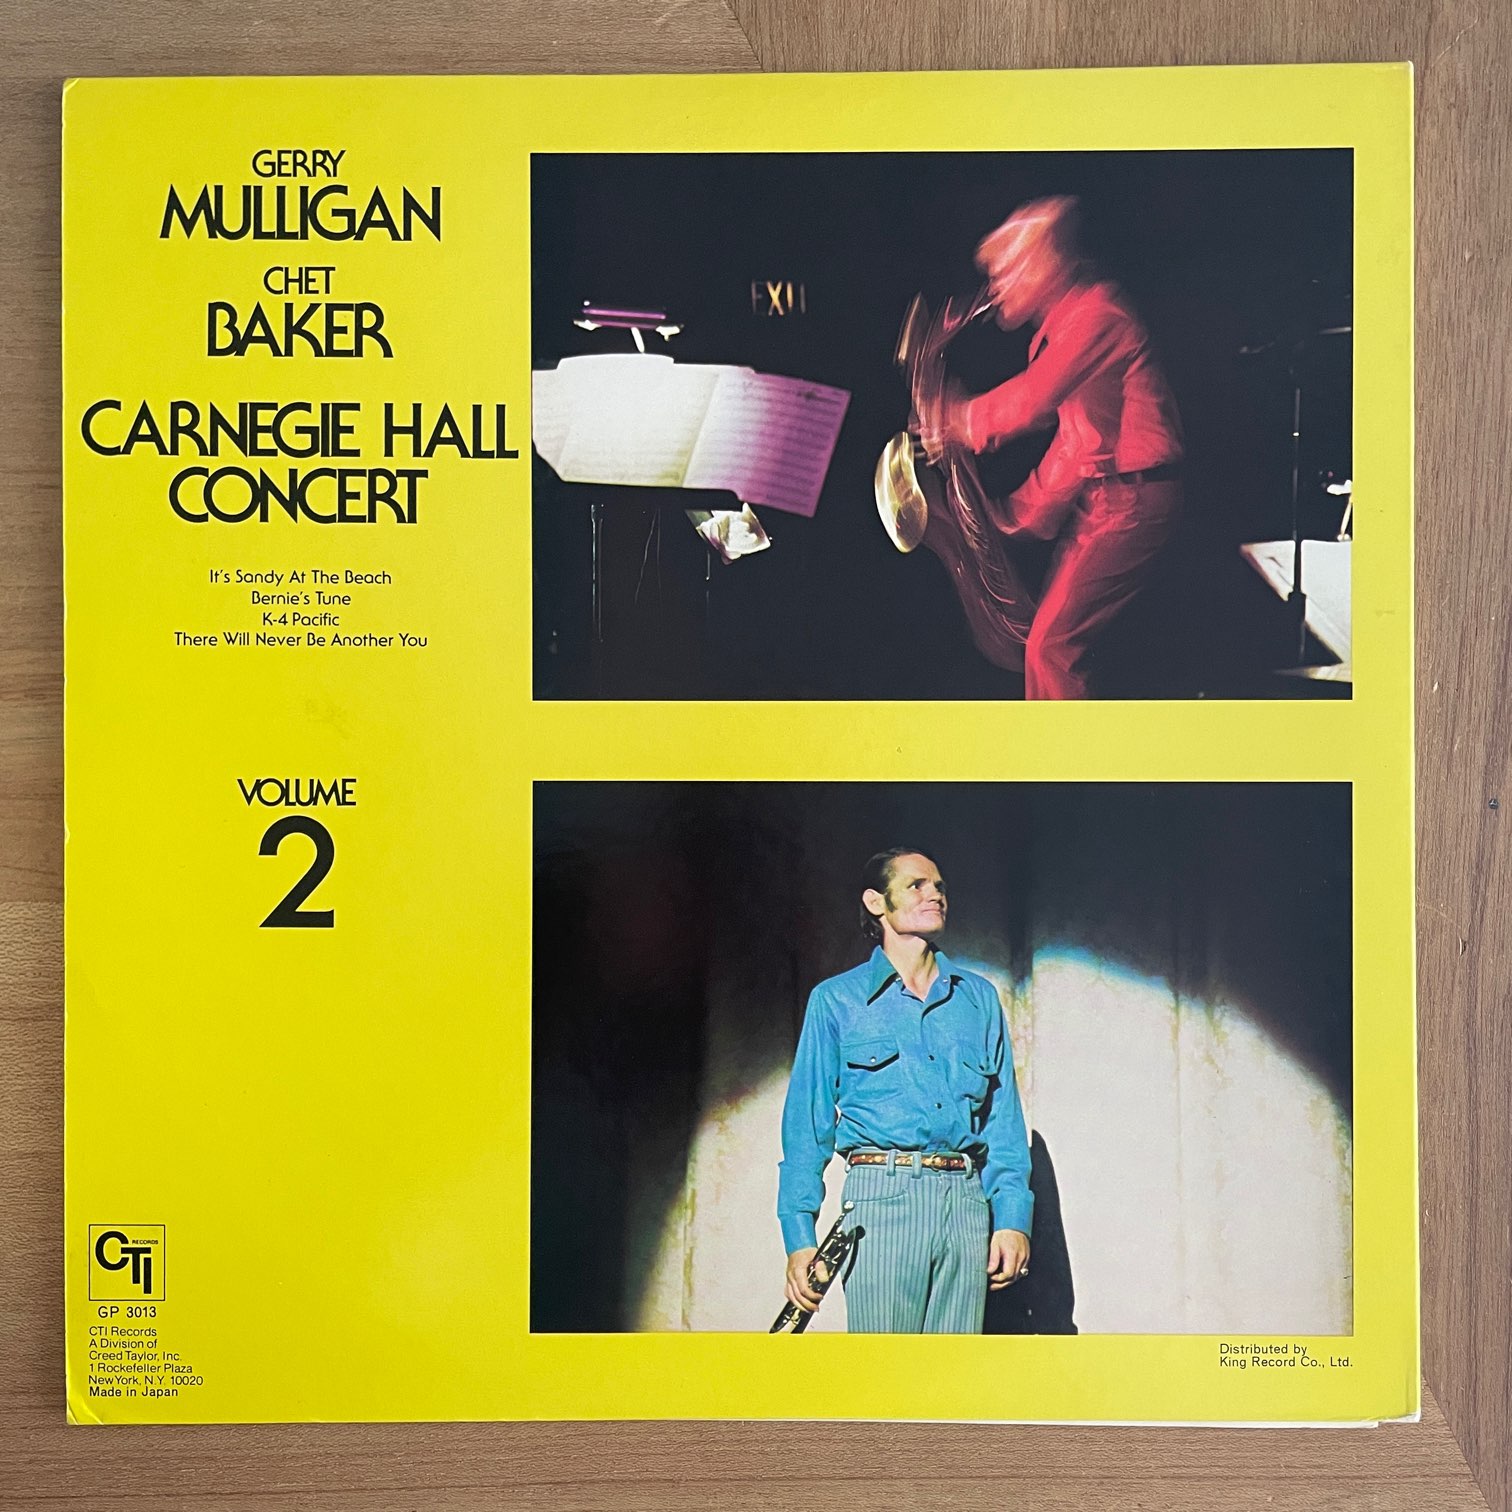 GERRY
MULLIGAN
CHET
BAKER
CARNEGIE HALL
CONCERT
It's Sandy At The Beach
Bernie's Tune
K-4 Pacific
There Will Never Be Another You
EXIT
VOLUME
2
CTI RECORDS
GP 3013
CTI Records
A Division of
Creed Taylor, Inc.
1 Rockefeller Plaza
New York, N.Y. 10020
Made in Japan
Distributed by
King Record Co., Ltd.